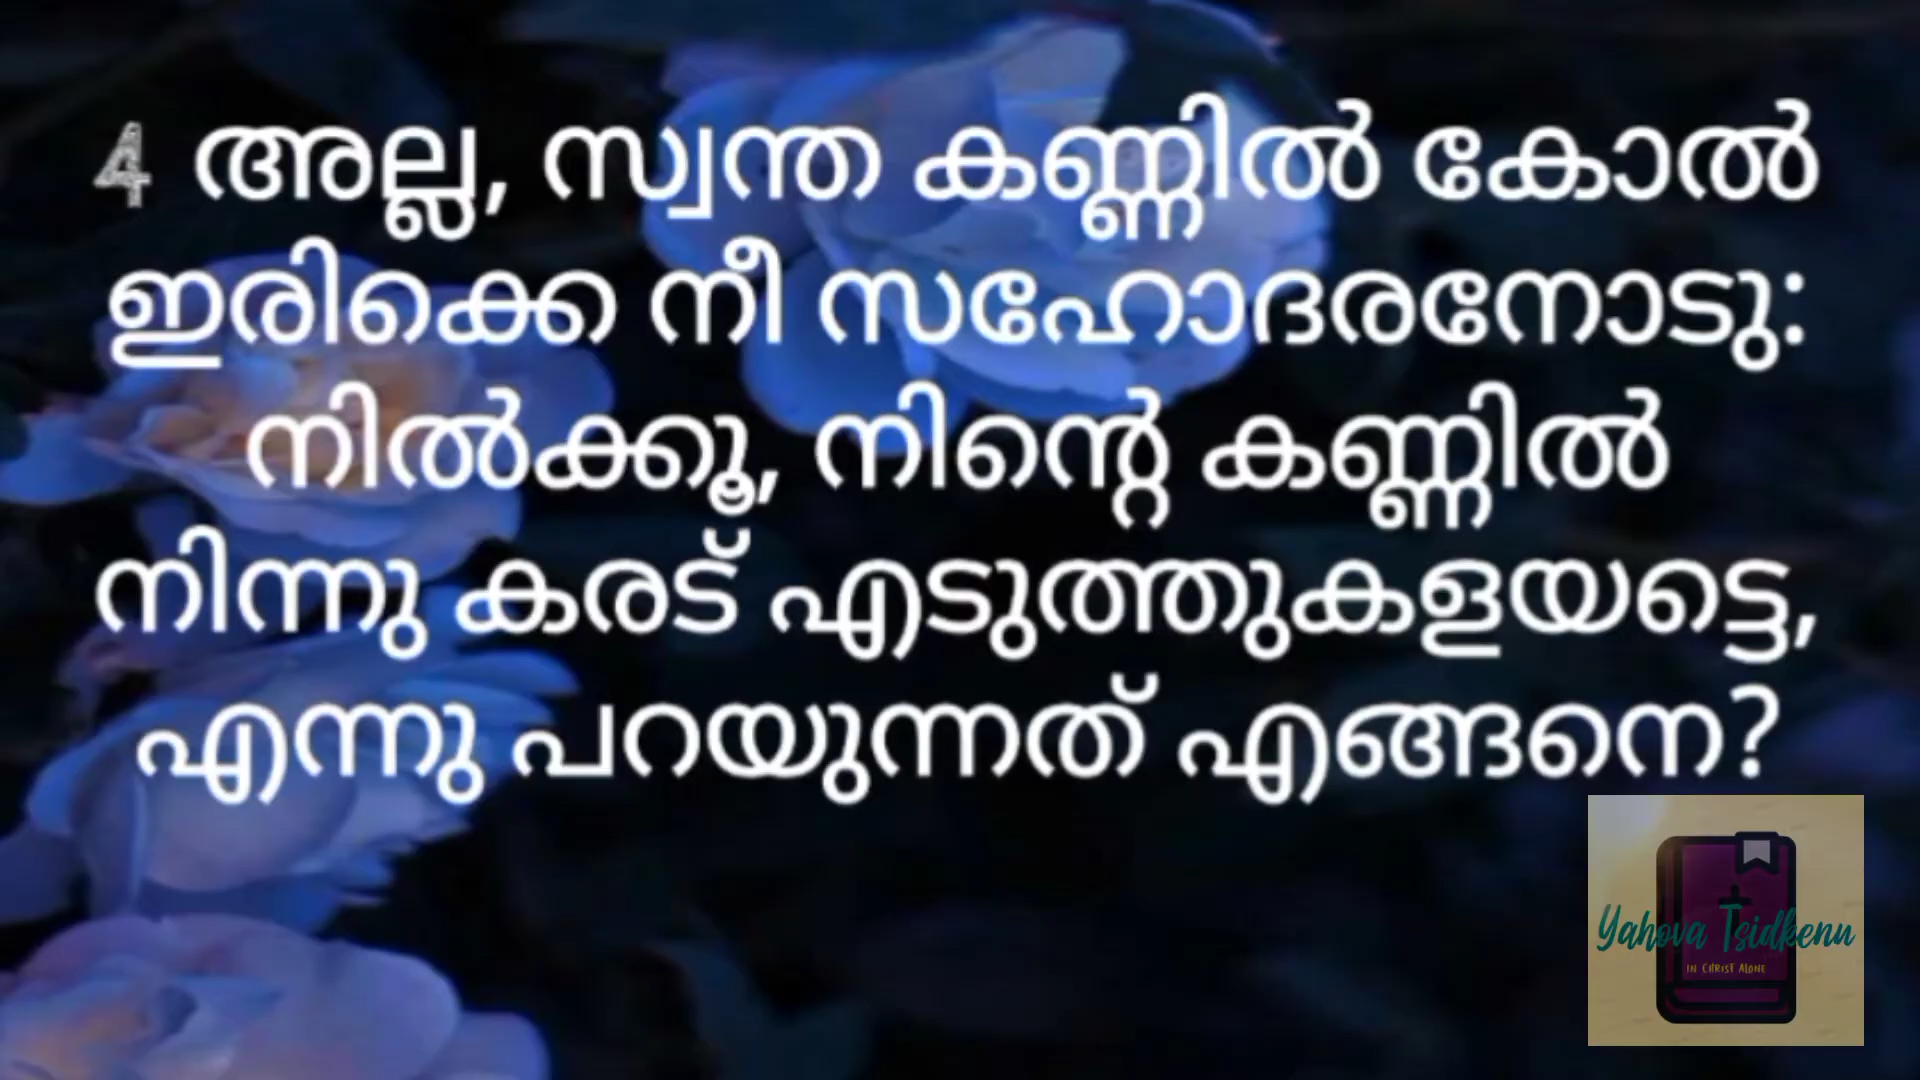 4 അല്ല, സ്വന്ത കണ്ണിൽ കോൽ
ഇരിക്കെ നീ സഹോദരനോടു:
നിൽക്കൂ, നിന്റെ കണ്ണിൽ
നിന്നു കരട് എടുത്തുകളയട്ടെ,
എന്നു പറയുന്നത് എങ്ങനെ?
Yahova Tsidkenu
IN CHRIST ALONE